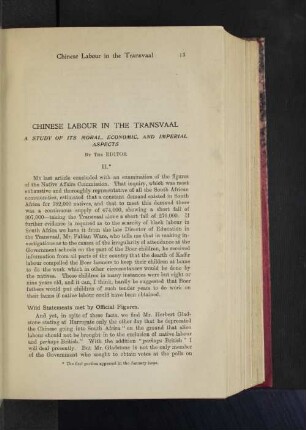 Chinese Labour in the Transvaal 13
CHINESE LABOUR IN THE TRANSVAAL
A STUDY OF ITS MORAL, ECONOMIC, AND IMPERIAL
ASPECTS
BY THE EDITOR
II.*
MY last article concluded with an examination of the figures
of the Native Affairs Commission. That inquiry, which was most
exhaustive and thoroughly representative of all the South African
communities, estimated that a common demand existed in South
Africa for 782,000 natives, and that to meet this demand there
was a continuous supply of 474,000, showing a short fall of
307,000—taking the Transvaal alone a short fall of 270,000. If
further evidence is required as to the scarcity of black labour in
South Africa we have it from the late Director of Education in
the Transvaal, Mr. Fabian Ware, who tells us that in making in-
vestigations as to the causes of the irregularity of attendance at the
Government schools on the part of the Boer children, he received
information from all parts of the country that the dearth of Kaffir
labour compelled the Boer farmers to keep their children at home
to do the work which in other circumstances would be done by
the natives. These children in many instances were but eight or
nine years old, and it can, I think, hardly be suggested that Boer
fathers would put children of such tender years to do work on
their farms if native labour could have been obtained.
Wild Statements met by Official Figures.
And yet, in spite of these facts, we find Mr. Herbert Glad-
stone stating at Harrogate only the other day that he deprecated
the Chinese going into South Africa "on the ground that alien
labour should not be brought in to the exclusion of native labour
and perhaps British." With the addition "perhaps British" I
will deal presently. But Mr. Gladstone is not the only member
of the Government who sought to obtain votes at the polls on
* The first portion appeared in the January issue.